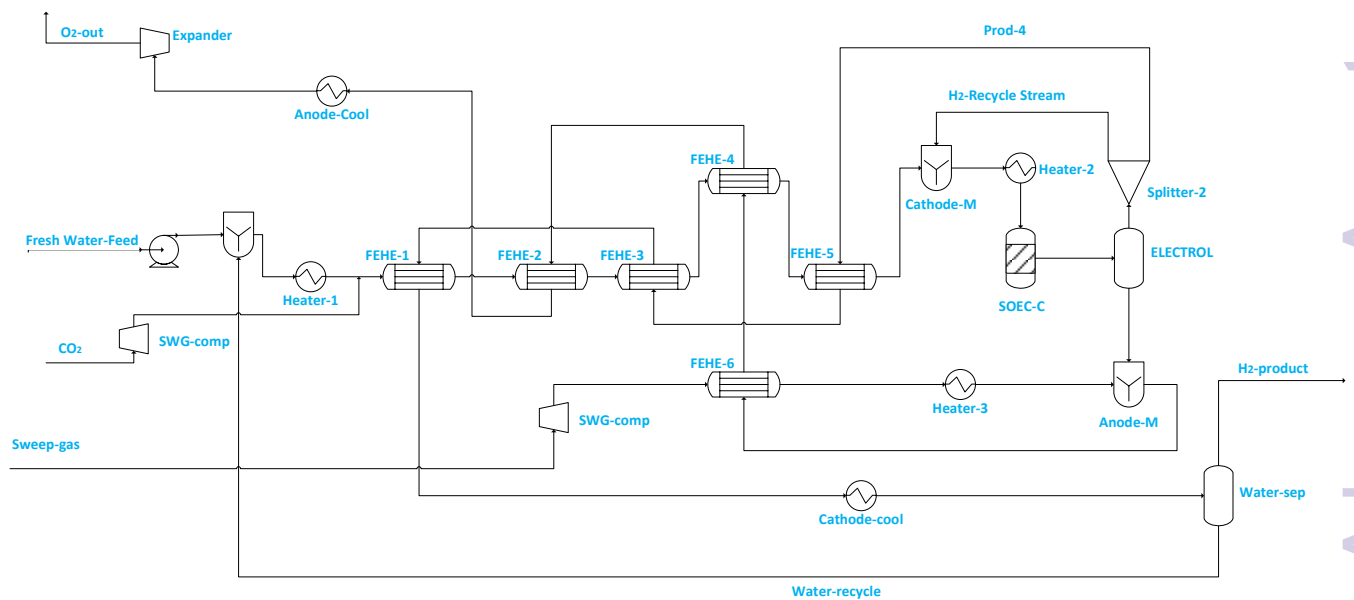 Prod-4
O2-out
Expander
H2-Recycle Stream
Anode-Cool
FEHE-4
Heater-2
Cathode-M
Splitter-2
Fresh Water-Feed
FEHE-1
FEHE-2
FEHE-3
FEHE-5
ELECTROL
Heater-1
SOEC-C
SWG-comp
CO2
FEHE-6
H2-product
Heater-3
SWG-comp
Anode-M
Sweep-gas
Water-sep
Cathode-cool
Water-recycle